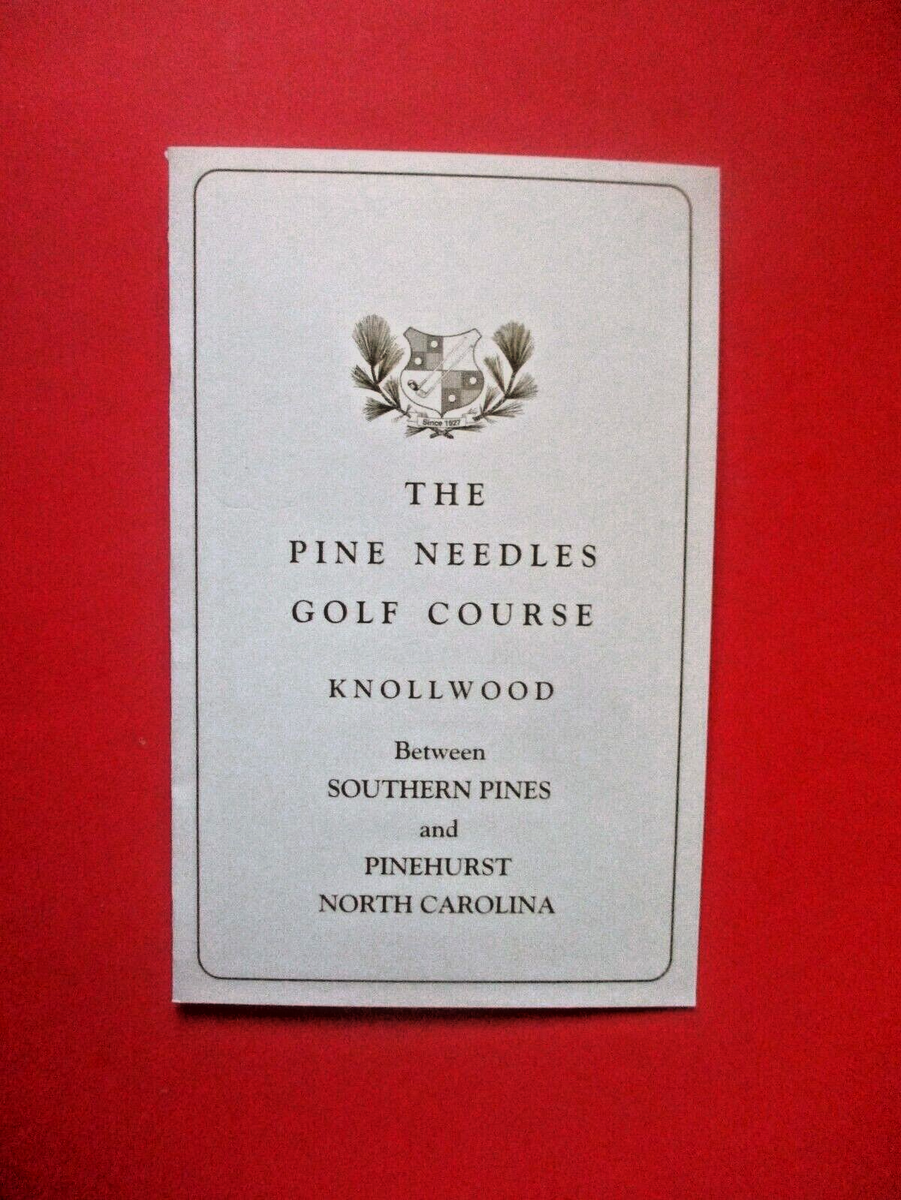 Since 1927
THE
PINE NEEDLES
GOLF COURSE
KNOLLWOOD
Between
SOUTHERN PINES
and
PINEHURST
NORTH CAROLINA